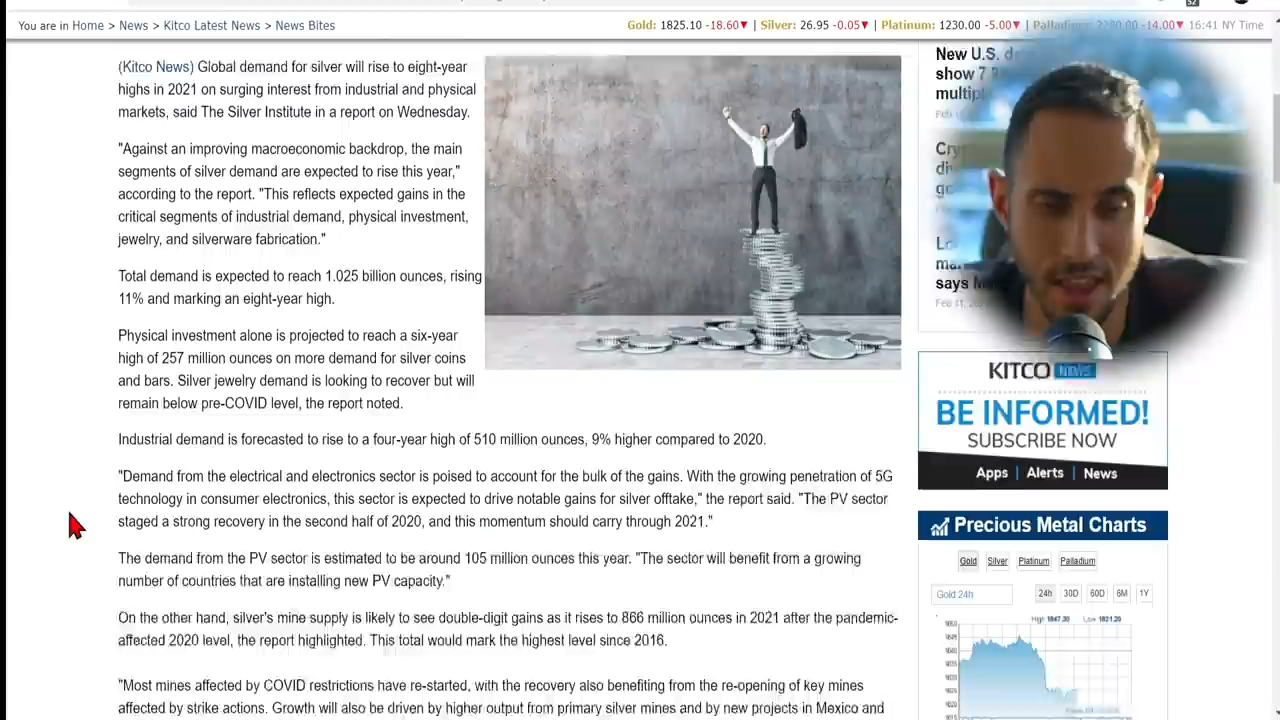 You are in Home > News > Kitco Latest News > News Bites
Gold: 1825.10 -18.60▼ | Silver: 26.95 -0.05▼ | Platinum: 1230.00 -5.00▼ | Palladium: -14.00▼ 16:41 NY Time
(Kitco News) Global demand for silver will rise to eight-year
highs in 2021 on surging interest from industrial and physical
markets, said The Silver Institute in a report on Wednesday.
"Against an improving macroeconomic backdrop, the main
segments of silver demand are expected to rise this year,"
according to the report. "This reflects expected gains in the
critical segments of industrial demand, physical investment,
jewelry, and silverware fabrication."
Total demand is expected to reach 1.025 billion ounces, rising
11% and marking an eight-year high.
Physical investment alone is projected to reach a six-year
high of 257 million ounces on more demand for silver coins
and bars. Silver jewelry demand is looking to recover but will
remain below pre-COVID level, the report noted.
Industrial demand is forecasted to rise to a four-year high of 510 million ounces, 9% higher compared to 2020.
"Demand from the electrical and electronics sector is poised to account for the bulk of the gains. With the growing penetration of 5G
technology in consumer electronics, this sector is expected to drive notable gains for silver offtake," the report said. "The PV sector
staged a strong recovery in the second half of 2020, and this momentum should carry through 2021."
The demand from the PV sector is estimated to be around 105 million ounces this year. "The sector will benefit from a growing
number of countries that are installing new PV capacity."
On the other hand, silver's mine supply is likely to see double-digit gains as it rises to 866 million ounces in 2021 after the pandemic-
affected 2020 level, the report highlighted. This total would mark the highest level since 2016.
"Most mines affected by COVID restrictions have re-started, with the recovery also benefiting from the re-opening of key mines
affected by strike actions. Growth will also be driven by higher output from primary silver mines and by new projects in Mexico and
New U.S.
show 7
says
KITCO news
BE INFORMED!
SUBSCRIBE NOW
Apps | Alerts | News
Precious Metal Charts
Gold Silver Platinum Palladium
Gold 24h
24h 30D 60D 6M 1Y
High 1847.30 Low 1821.20